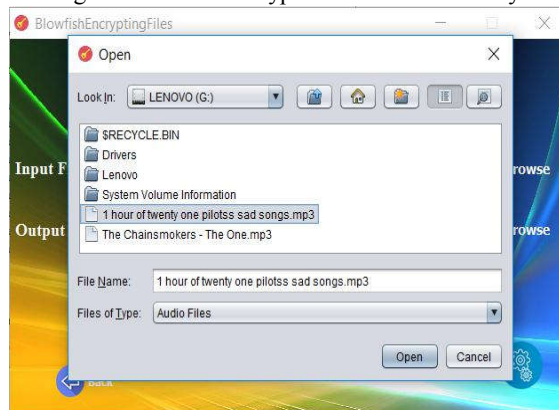 BlowfishEncryptingFiles
Open
Look In: LENOVO (G:)
$RECYCLE.BIN
Drivers
Lenovo
System Volume Information
1 hour of twenty one pilotss sad songs.mp3
The Chainsmokers - The One.mp3
Input F
rowse
Output
rowse
File Name: 1 hour of twenty one pilotss sad songs.mp3
Files of Type: Audio Files
Open Cancel
Back